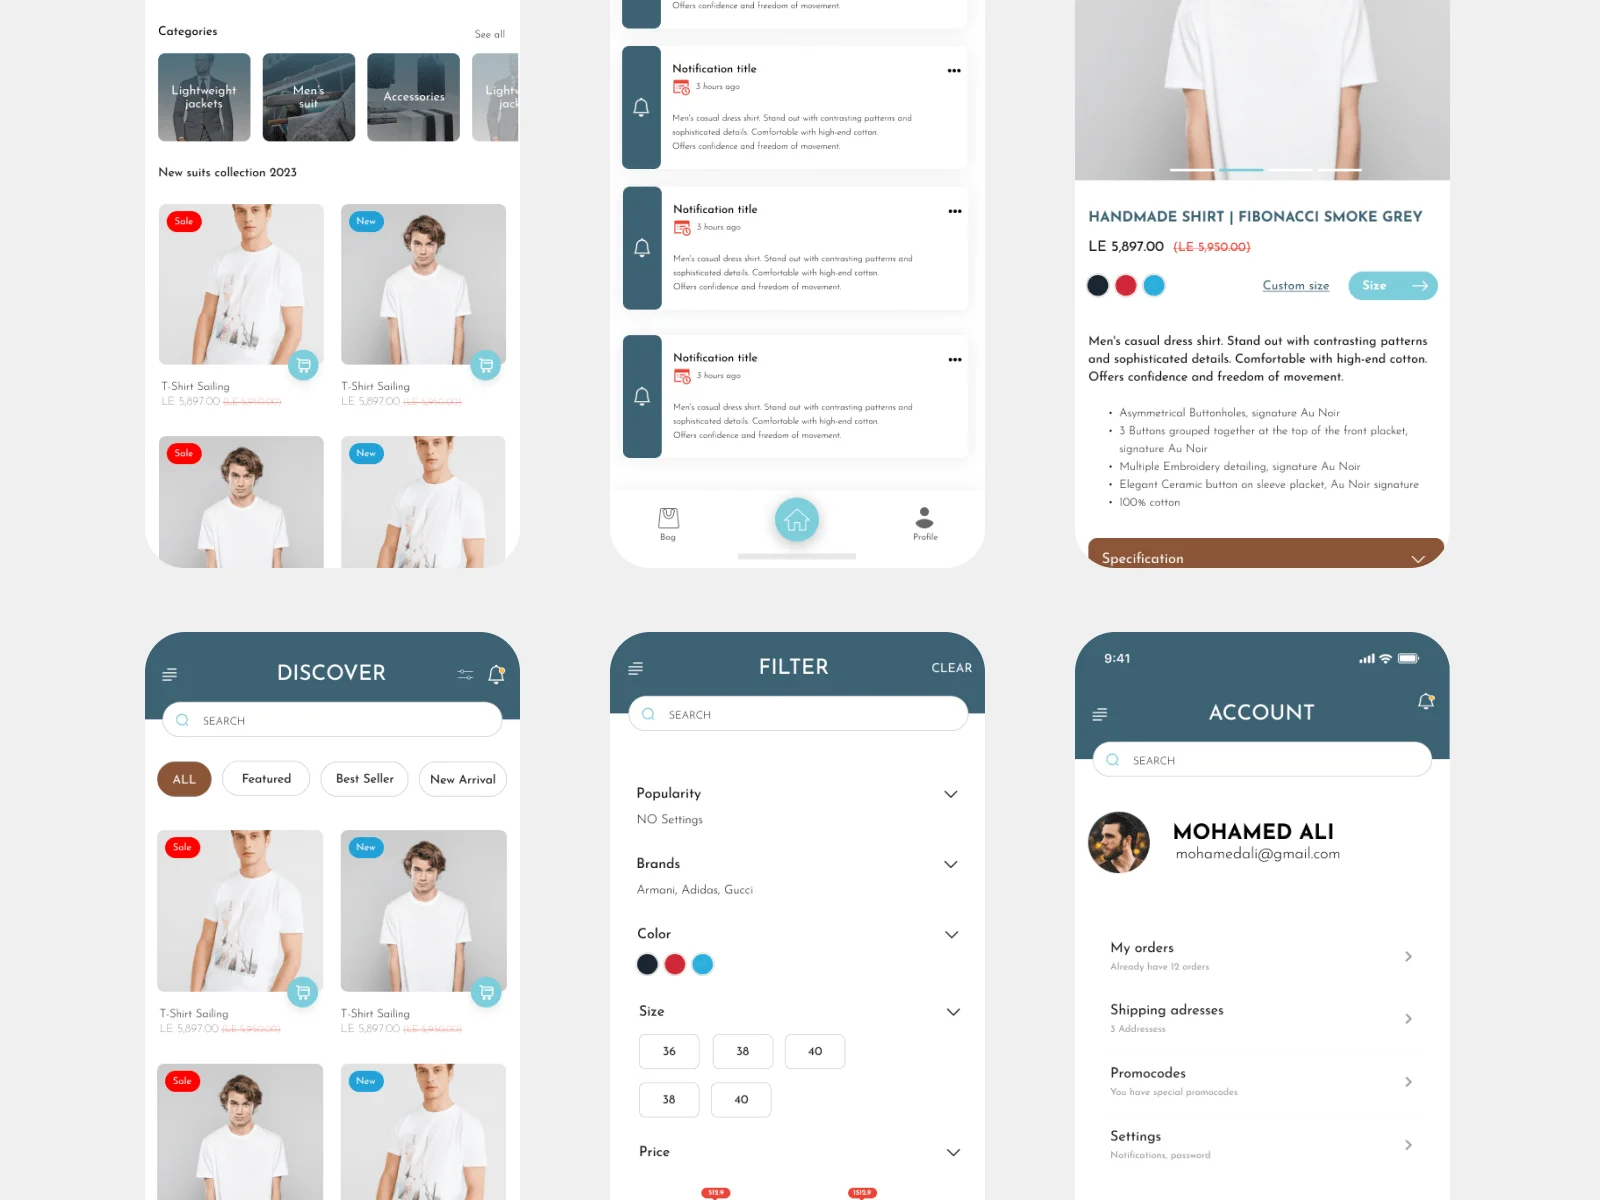 Categories
See all
Lightweight
jackets
Men's
suit
Accessories
Lightw
jack
New suits collection 2023
Sale
New
T-Shirt Sailing
LE 5,897.00 (LE 5,950.00)
T-Shirt Sailing
LE 5,897.00 (LE 5,950.00)
Sale
New
Offers confidence and freedom of movement.
Notification title
3 hours ago
Men's casual dress shirt. Stand out with contrasting patterns and
sophisticated details. Comfortable with high-end cotton.
Offers confidence and freedom of movement.
Notification title
3 hours ago
Men's casual dress shirt. Stand out with contrasting patterns and
sophisticated details. Comfortable with high-end cotton.
Offers confidence and freedom of movement.
Notification title
3 hours ago
Men's casual dress shirt. Stand out with contrasting patterns and
sophisticated details. Comfortable with high-end cotton.
Offers confidence and freedom of movement.
Bag
Profile
HANDMADE SHIRT | FIBONACCI SMOKE GREY
LE 5,897.00 (LE 5,950.00)
Custom size
Size
Men's casual dress shirt. Stand out with contrasting patterns
and sophisticated details. Comfortable with high-end cotton.
Offers confidence and freedom of movement.
• Asymmetrical Buttonholes, signature Au Noir
• 3 Buttons grouped together at the top of the front placket,
signature Au Noir
• Multiple Embroidery detailing, signature Au Noir
• Elegant Ceramic button on sleeve placket, Au Noir signature
• 100% cotton
Specification
DISCOVER
SEARCH
ALL
Featured
Best Seller
New Arrival
Sale
New
T-Shirt Sailing
LE 5,897.00 (LE 5,950.00)
T-Shirt Sailing
LE 5,897.00 (LE 5,950.00)
Sale
New
FILTER
CLEAR
SEARCH
Popularity
NO Settings
Brands
Armani, Adidas, Gucci
Color
Size
36
38
40
38
40
Price
$12.9
1512.9
9:41
ACCOUNT
SEARCH
MOHAMED ALI
mohamedali@gmail.com
My orders
Already have 12 orders
Shipping adresses
3 Addressess
Promocodes
You have special promocodes
Settings
Notifications, password